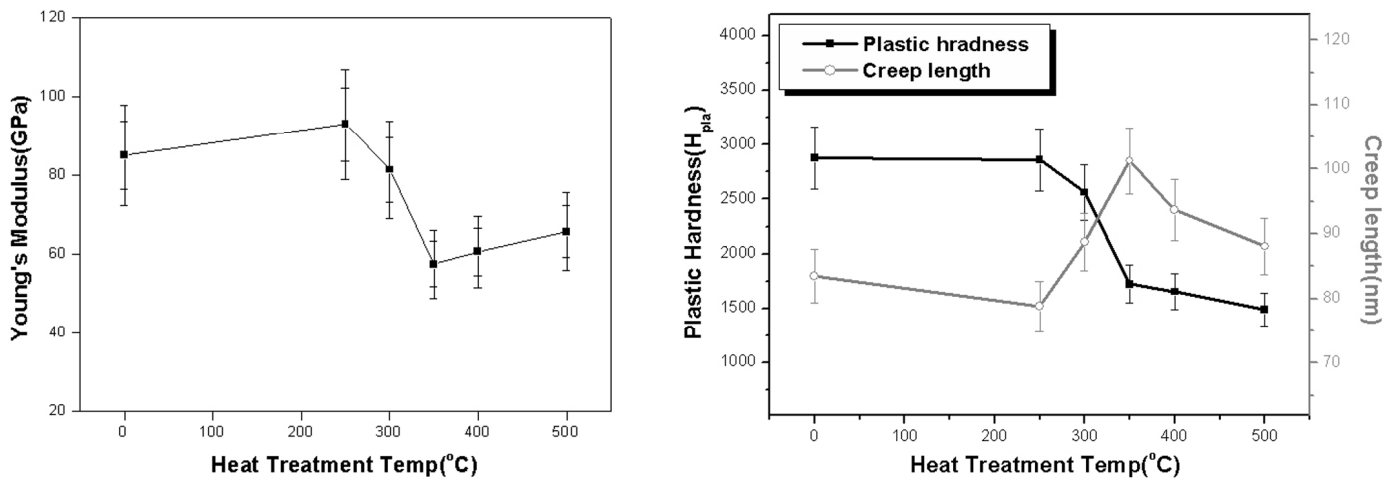 120
100
80
60
40
20
Young's Modulus(GPa)
0 100 200 300 400 500
Heat Treatment Temp(°C)
Plastic hradness
Creep length
4000
3500
3000
2500
2000
1500
1000
Plastic Hardness(Hpla)
120
110
100
90
80
70
Creep length(nm)
0 100 200 300 400 500
Heat Treatment Temp(°C)